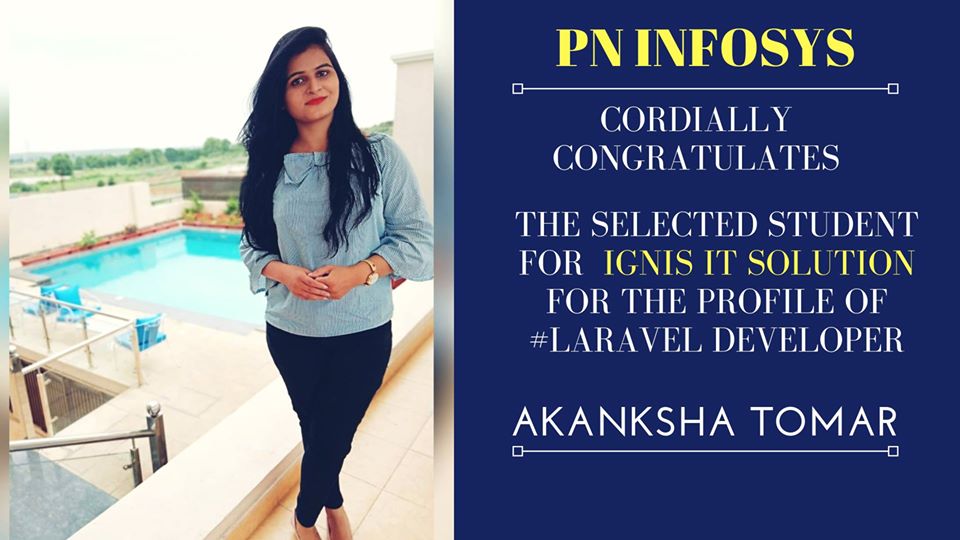 PN INFOSYS
CORDIALLY
CONGRATULATES
THE SELECTED STUDENT
FOR IGNIS IT SOLUTION
FOR THE PROFILE OF
#LARAVEL DEVELOPER
AKANKSHA TOMAR